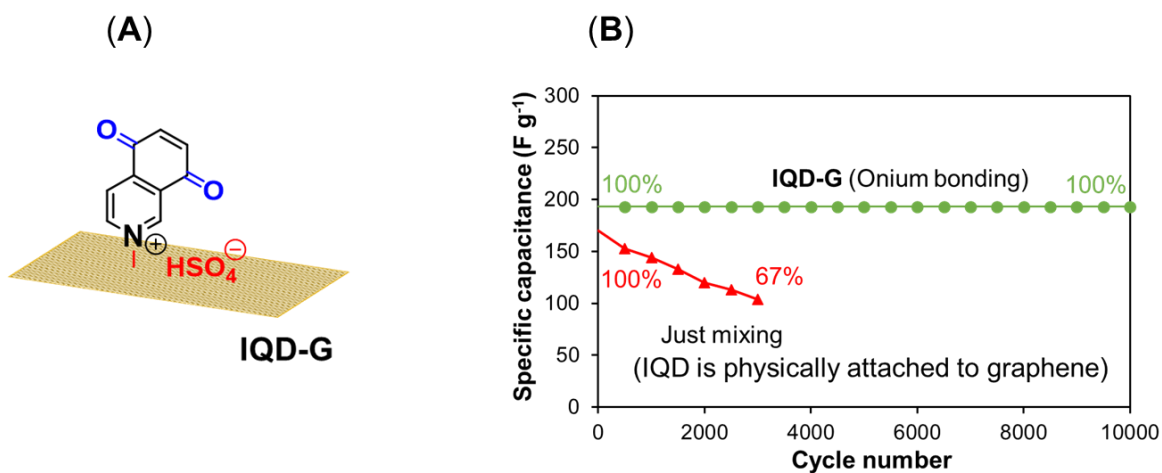 (A)
O
O
N
+
−
HSO4
IQD-G
(B)
Specific capacitance (F g-1)
300
250
200
150
100
50
0
100%
IQD-G (Onium bonding)
100%
100%
67%
Just mixing
(IQD is physically attached to graphene)
0
2000
4000
6000
8000
10000
Cycle number